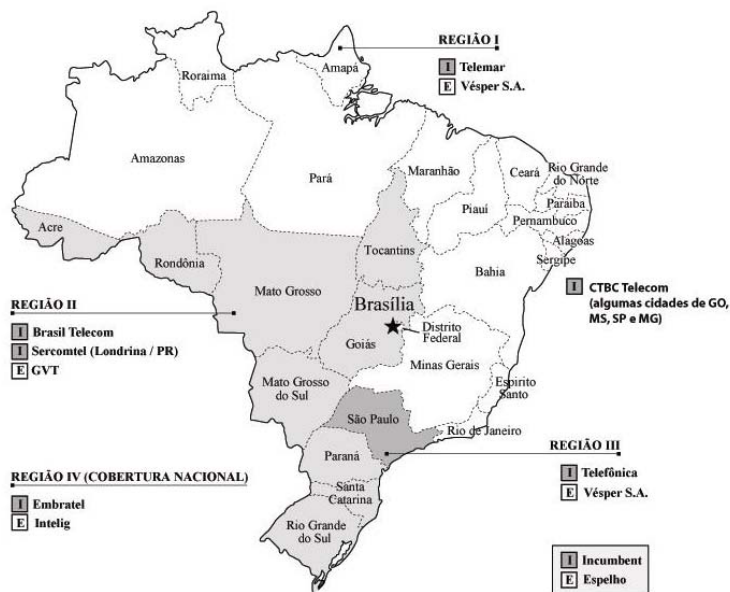 REGIÃO I
I Telemar
E Vésper S.A.
Amapá
Roraima
Amazonas
Pará
Maranhão
Ceará
Rio Grande
do Norte
Paraiba
Piauí
Pernambuco
Acre
Alagoas
Rondônia
Tocantins
Sergipe
Bahia
Mato Grosso
I CTBC Telecom
(algumas cidades de GO,
MS, SP e MG)
REGIÃO II
I Brasil Telecom
I Sercomtel (Londrina / PR)
E GVT
Brasília
Distrito
Federal
Goiás
Minas Gerais
Mato Grosso
do Sul
Espirito
Santo
São Paulo
Rio de Janeiro
REGIÃO III
I Telefônica
E Vésper S.A.
Paraná
REGIÃO IV (COBERTURA NACIONAL)
I Embratel
E Intelig
Santa
Catarina
Rio Grande
do Sul
I Incumbent
E Espelho